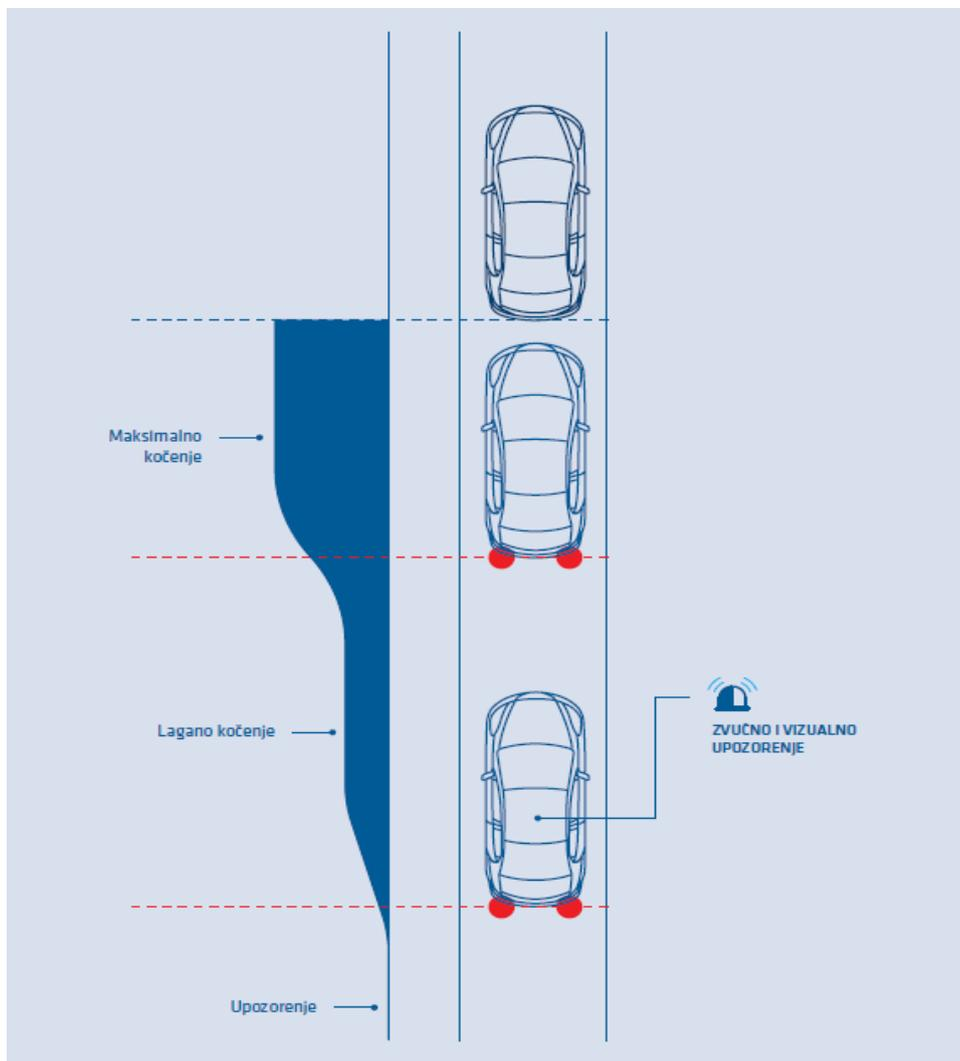 Maksimalno
kočenje
Lagano kočenje
ZVUČNO I VIZUALNO
UPOZORENJE
Upozorenje